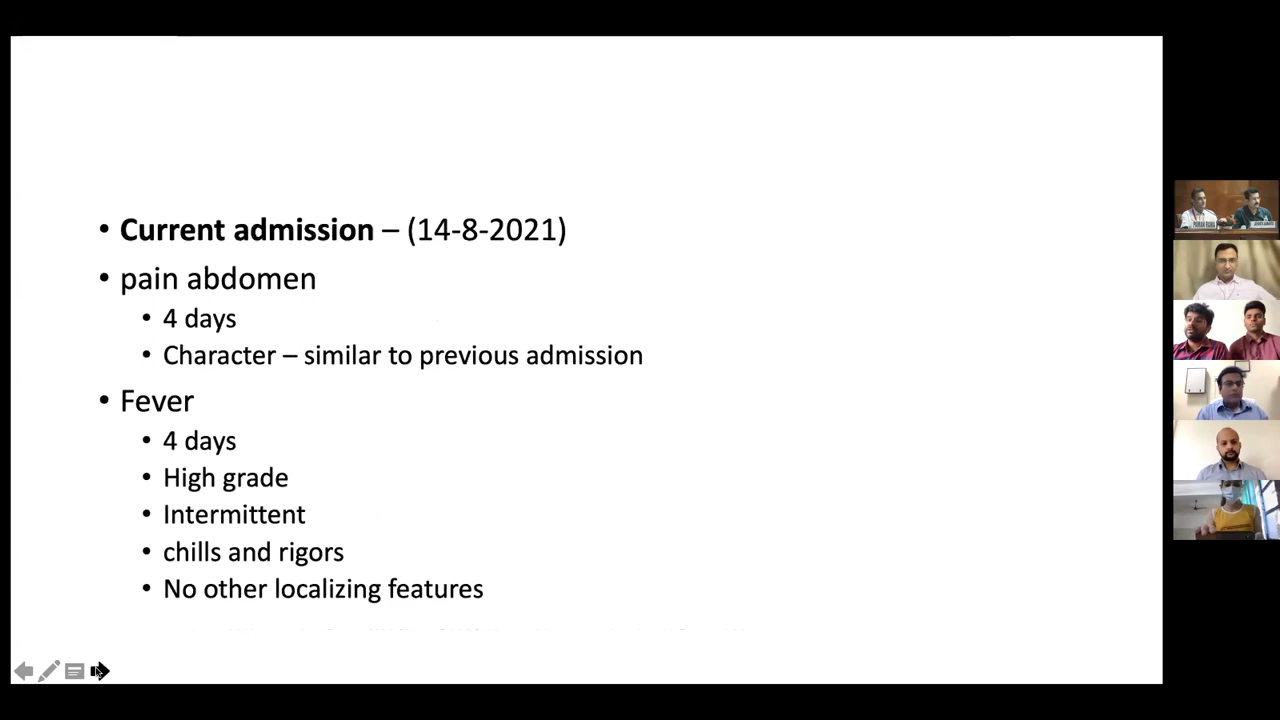 • Current admission – (14-8-2021)
• pain abdomen
• 4 days
• Character – similar to previous admission
• Fever
• 4 days
• High grade
• Intermittent
• chills and rigors
• No other localizing features